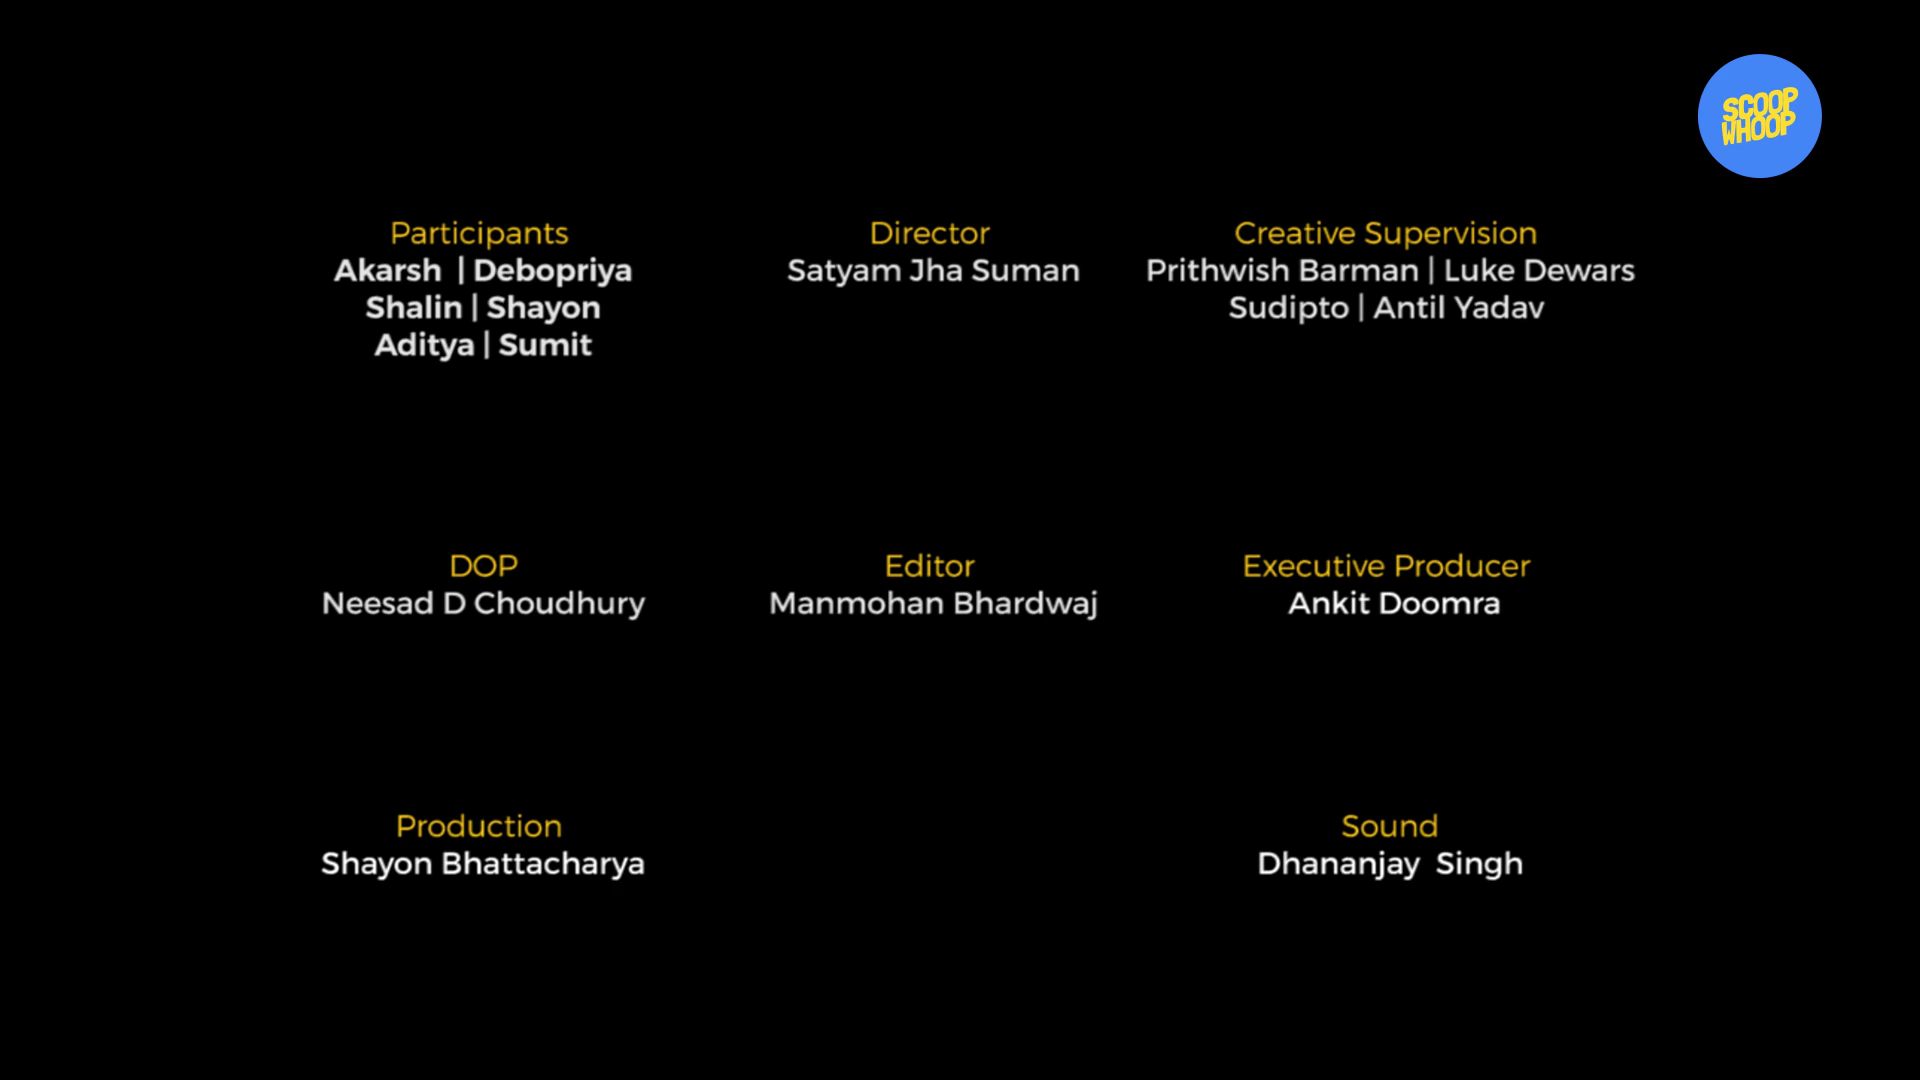 SCOOP
WHOOP
Participants
Akarsh | Debopriya
Shalin | Shayon
Aditya | Sumit
Director
Satyam Jha Suman
Creative Supervision
Prithwish Barman | Luke Dewars
Sudipto | Antil Yadav
DOP
Neesad D Choudhury
Editor
Manmohan Bhardwaj
Executive Producer
Ankit Doomra
Production
Shayon Bhattacharya
Sound
Dhananjay Singh